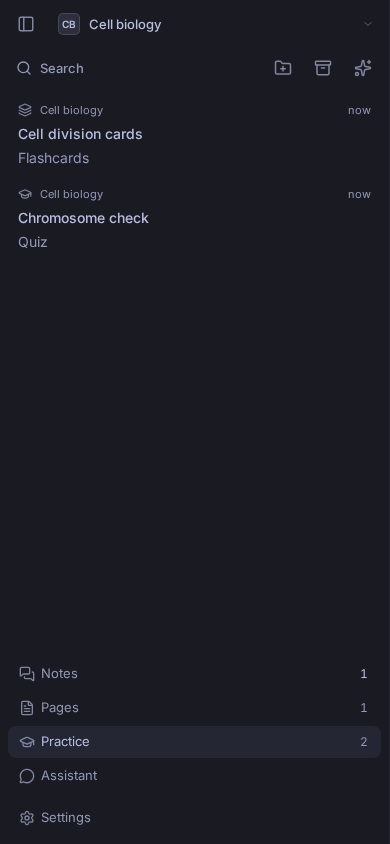 CB Cell biology
Search
Cell biology now
Cell division cards
Flashcards
Cell biology now
Chromosome check
Quiz
Notes 1
Pages 1
Practice 2
Assistant
Settings